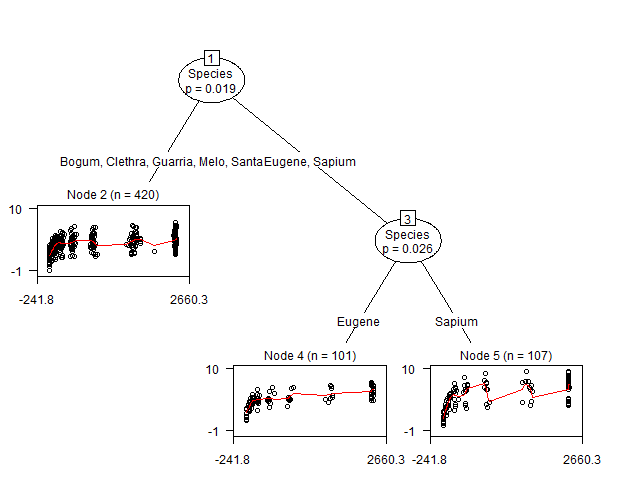 1
Species
p = 0.019
Bogum, Clethra, Guarria, Melo, Santa
Eugene, Sapium
Node 2 (n = 420)
10
-1
-241.8
2660.3
3
Species
p = 0.026
Eugene
Sapium
Node 4 (n = 101)
10
-1
-241.8
2660.3
Node 5 (n = 107)
10
-1
-241.8
2660.3